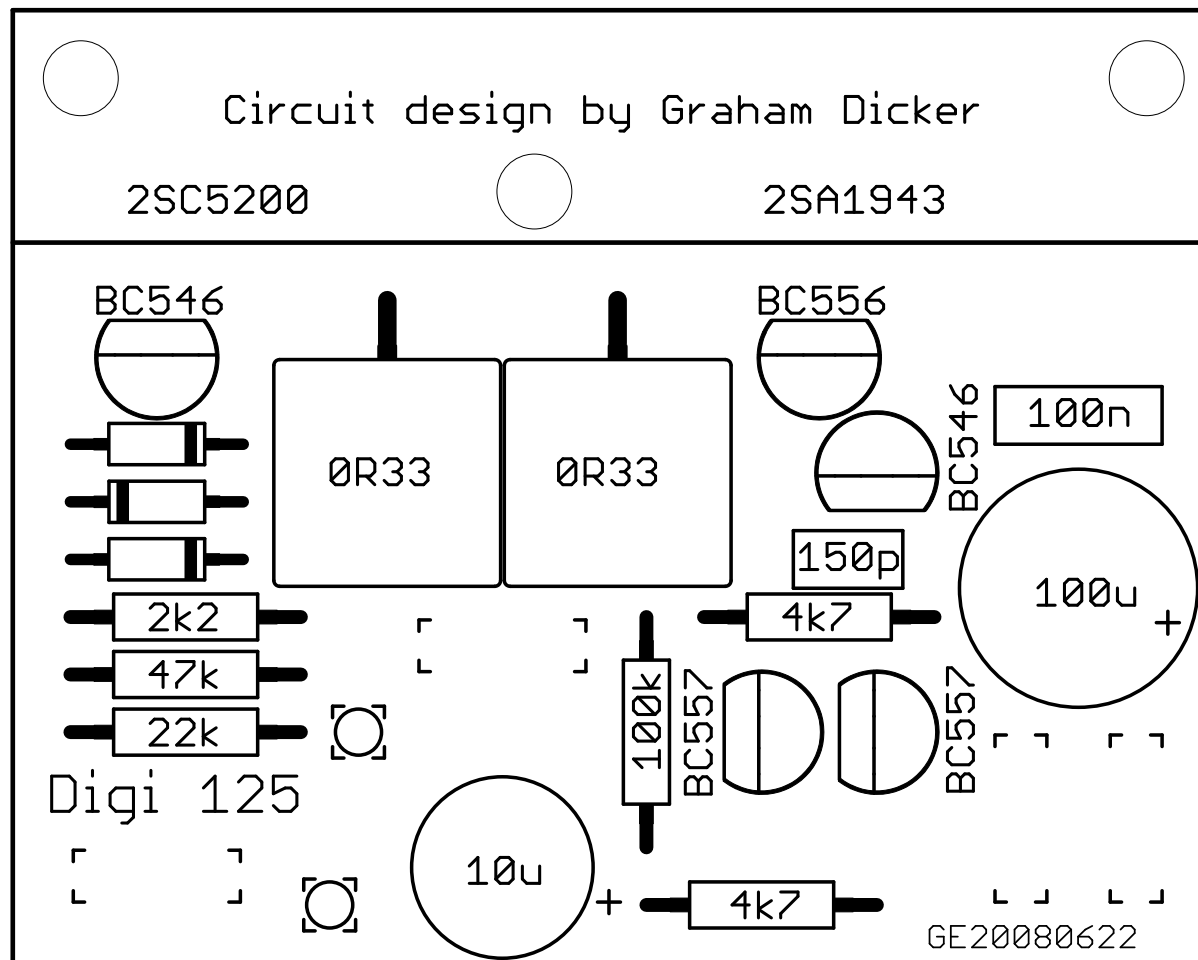 Circuit design by Graham Dicker
2SC5200
2SA1943
BC546
BC556
BC546
100n
0R33
0R33
150p
100u
+
2k2
4k7
47k
100k
BC557
BC557
22k
Digi 125
10u
+
4k7
GE20080622